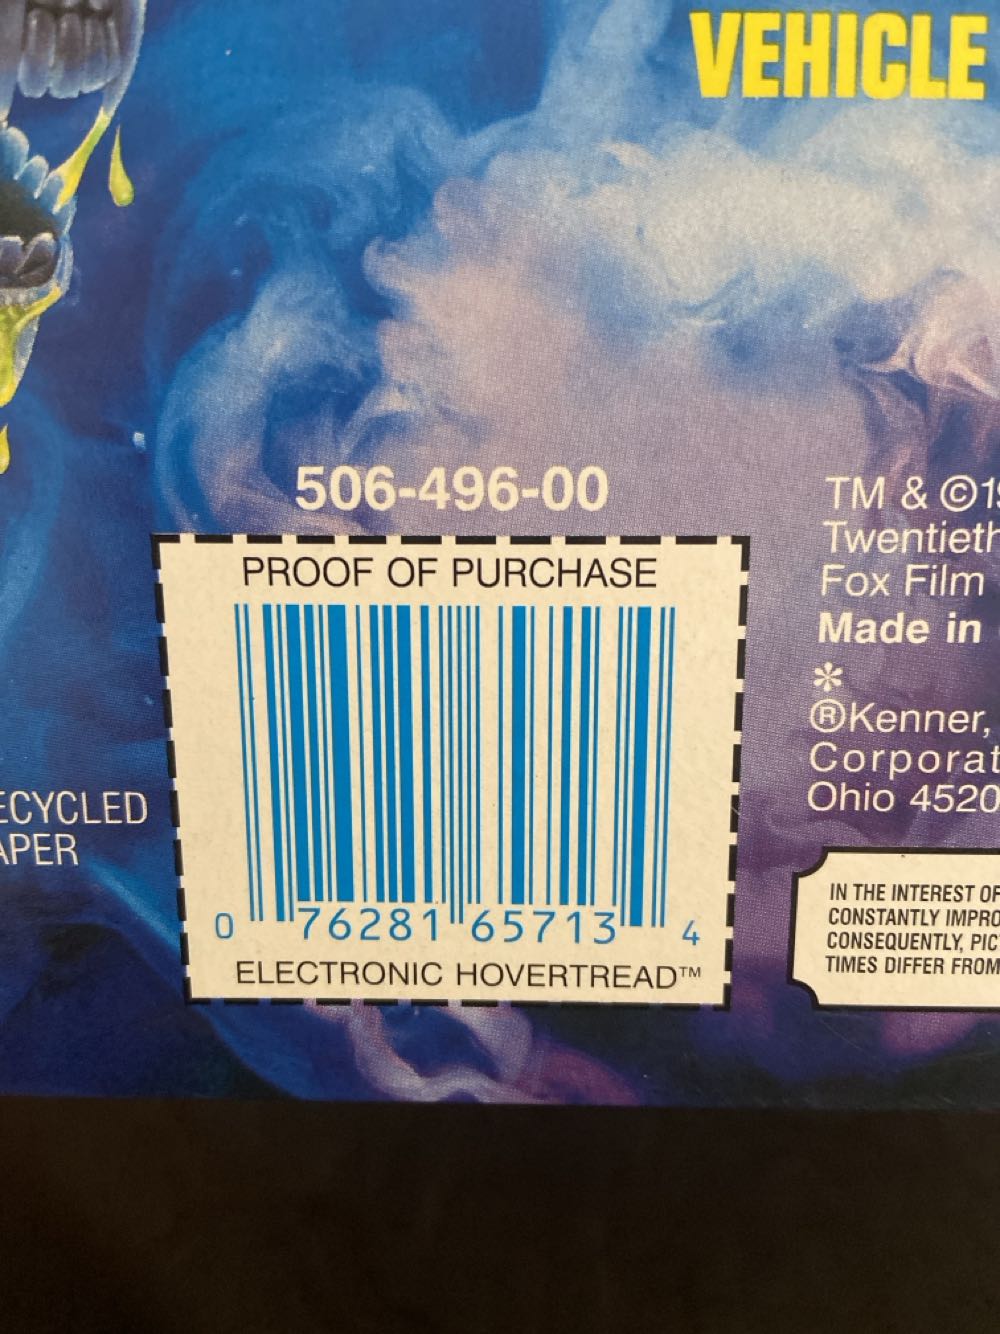 VEHICLE
506-496-00
PROOF OF PURCHASE
0 76281 65713 4
ELECTRONIC HOVERTREAD™
ECYCLED
APER
TM & ©19
Twentieth
Fox Film
Made in
*
®Kenner,
Corporat
Ohio 4520
IN THE INTEREST OF
CONSTANTLY IMPRO
CONSEQUENTLY, PIC
TIMES DIFFER FROM